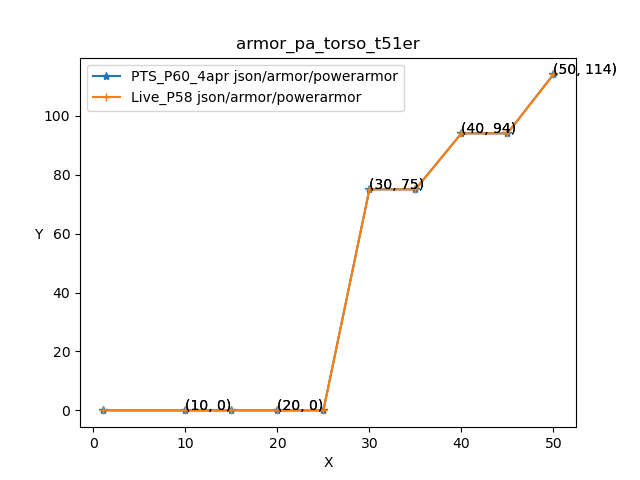 armor_pa_torso_t51er
PTS_P60_4apr json/armor/powerarmor
Live_P58 json/armor/powerarmor
(50, 114)
(40, 94)
(30, 75)
(10, 0)
(20, 0)
Y
100
80
60
40
20
0
0 10 20 30 40 50
X